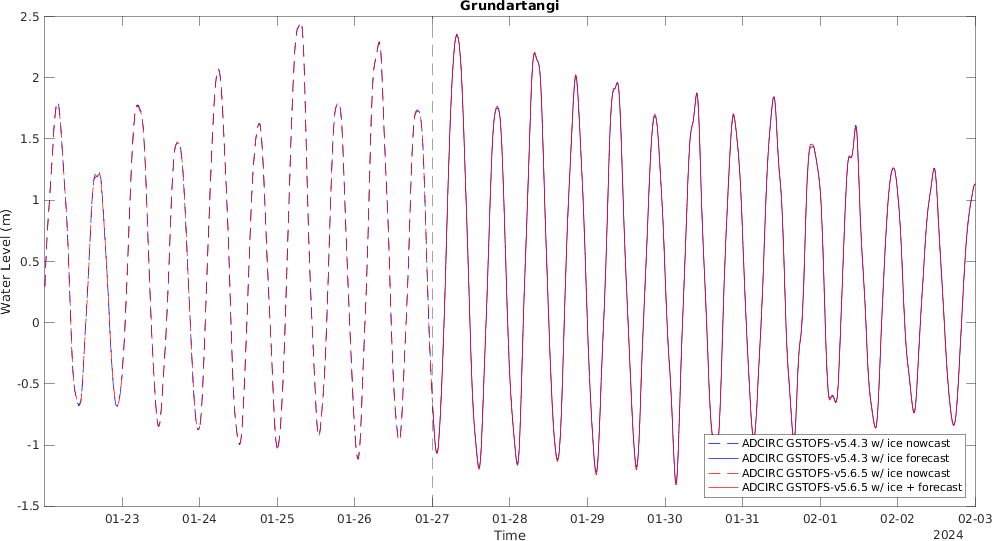 Grundartangi
2.5
2
1.5
1
0.5
0
-0.5
-1
-1.5
Water Level (m)
ADCIRC GSTOFS-v5.4.3 w/ ice nowcast
ADCIRC GSTOFS-v5.4.3 w/ ice forecast
ADCIRC GSTOFS-v5.6.5 w/ ice nowcast
ADCIRC GSTOFS-v5.6.5 w/ ice + forecast
01-23 01-24 01-25 01-26 01-27 01-28 01-29 01-30 01-31 02-01 02-02 02-03
Time
2024